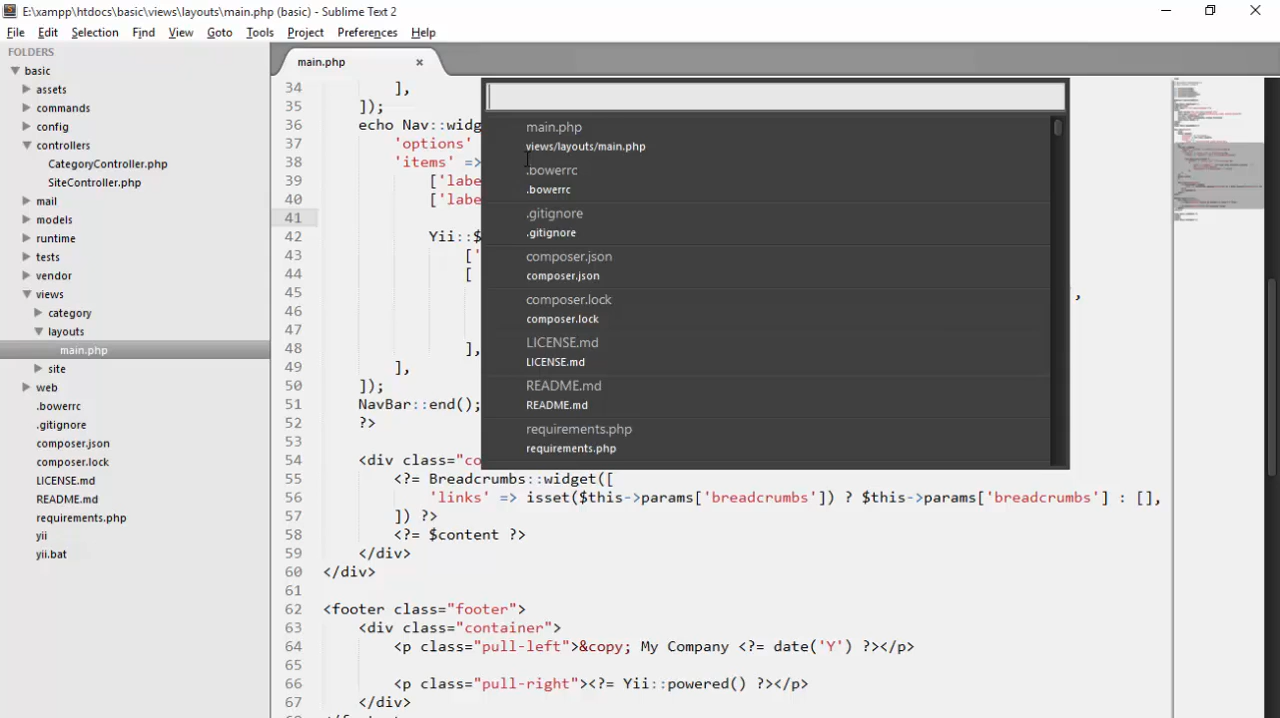 E:\xampp\htdocs\basic\views\layouts\main.php (basic) - Sublime Text 2
File Edit Selection Find View Goto Tools Project Preferences Help
FOLDERS
basic
assets
commands
config
controllers
CategoryController.php
SiteController.php
mail
models
runtime
tests
vendor
views
category
layouts
main.php
site
web
.bowerrc
.gitignore
composer.json
composer.lock
LICENSE.md
README.md
requirements.php
yii
yii.bat
main.php ×
34 ],
35 ]);
36 echo Nav::widg
37 'options'
38 'items' =>
39 ['labe
40 ['labe
41
42 Yii::$
43 ['
44 [
45 ,
46
47
48 ],
49 ],
50 ]);
51 NavBar::end();
52 ?>
53
54 <div class="co
55 <?= Breadcrumbs::widget([
56 'links' => isset($this->params['breadcrumbs']) ? $this->params['breadcrumbs'] : [],
57 ]) ?>
58 <?= $content ?>
59 </div>
60 </div>
61
62 <footer class="footer">
63 <div class="container">
64 <p class="pull-left">&copy; My Company <?= date('Y') ?></p>
65
66 <p class="pull-right"><?= Yii::powered() ?></p>
67 </div>
main.php
views/layouts/main.php
.bowerrc
.bowerrc
.gitignore
.gitignore
composer.json
composer.json
composer.lock
composer.lock
LICENSE.md
LICENSE.md
README.md
README.md
requirements.php
requirements.php